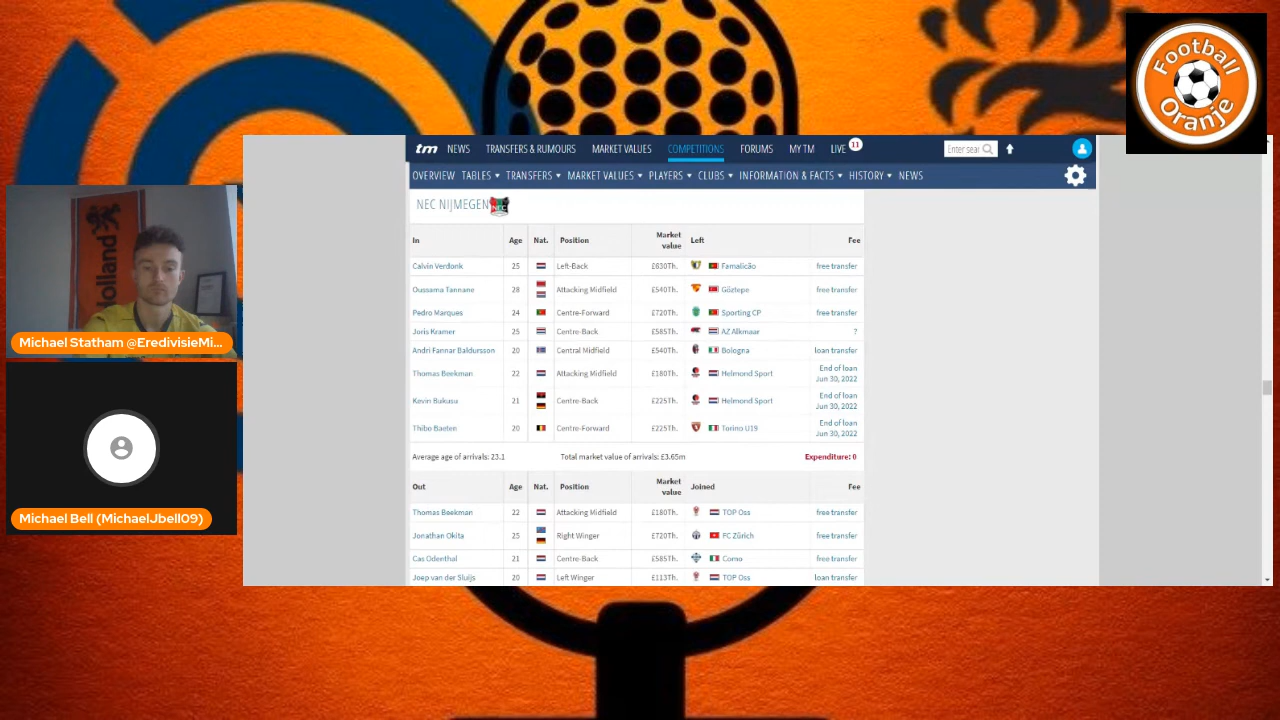 Football Oranje
tm NEWS TRANSFERS & RUMOURS MARKET VALUES COMPETITIONS FORUMS MY TM LIVE 11 Enter sear
OVERVIEW TABLES TRANSFERS MARKET VALUES PLAYERS CLUBS INFORMATION & FACTS HISTORY NEWS
NEC NIJMEGEN NEC
In Age Nat. Position Market value Left Fee
Calvin Verdonk 25 Left-Back £630Th. Famalicão free transfer
Oussama Tannane 28 Attacking Midfield £540Th. Göztepe free transfer
Pedro Marques 24 Centre-Forward £720Th. Sporting CP free transfer
Joris Kramer 25 Centre-Back £585Th. AZ Alkmaar ?
Andri Fannar Baldursson 20 Central Midfield £540Th. Bologna loan transfer
Thomas Beekman 22 Attacking Midfield £180Th. Helmond Sport End of loan Jun 30, 2022
Kevin Bukusu 21 Centre-Back £225Th. Helmond Sport End of loan Jun 30, 2022
Thibo Baeten 20 Centre-Forward £225Th. Torino U19 End of loan Jun 30, 2022
Average age of arrivals: 23.1 Total market value of arrivals: £3.65m Expenditure: 0
Out Age Nat. Position Market value Joined Fee
Thomas Beekman 22 Attacking Midfield £180Th. TOP Oss free transfer
Jonathan Okita 25 Right Winger £720Th. FC Zürich free transfer
Cas Odenthal 21 Centre-Back £585Th. Como free transfer
Joep van der Sluijs 20 Left Winger £113Th. TOP Oss loan transfer
Holland
Michael Statham @EredivisieMi...
Michael Bell (MichaelJbell09)